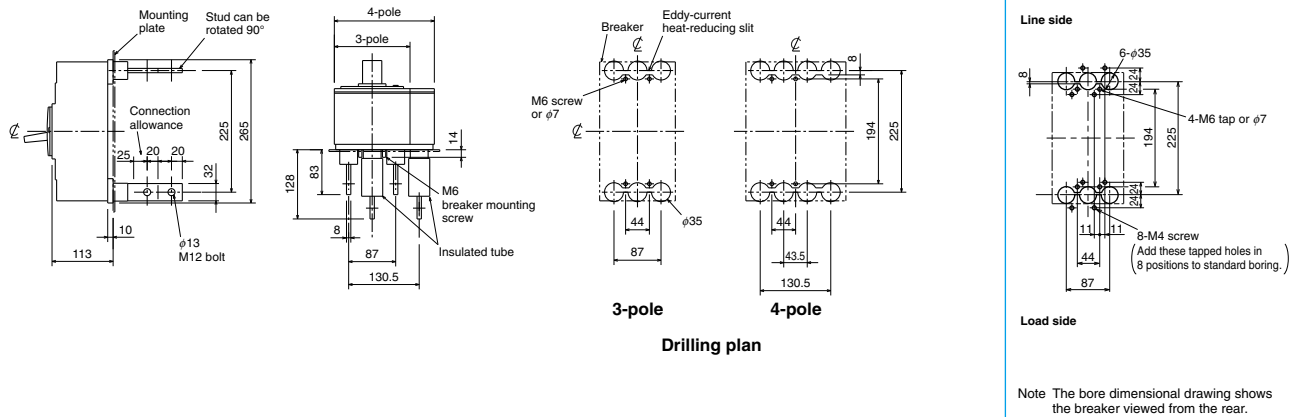 Mounting
plate
Stud can be
rotated 90°
Connection
allowance
25
20
20
225
265
32
10
113
φ13
M12 bolt
4-pole
3-pole
14
128
83
M6
breaker mounting
screw
Insulated tube
8
87
130.5
Breaker
Eddy-current
heat-reducing slit
M6 screw
or φ7
φ35
44
87
3-pole
8
194
225
44
43.5
130.5
4-pole
Drilling plan
Line side
6-φ35
8
24
24
4-M6 tap or φ7
194
225
24
24
11
11
8-M4 screw
(Add these tapped holes in
8 positions to standard boring.)
44
87
Load side
Note The bore dimensional drawing shows
the breaker viewed from the rear.